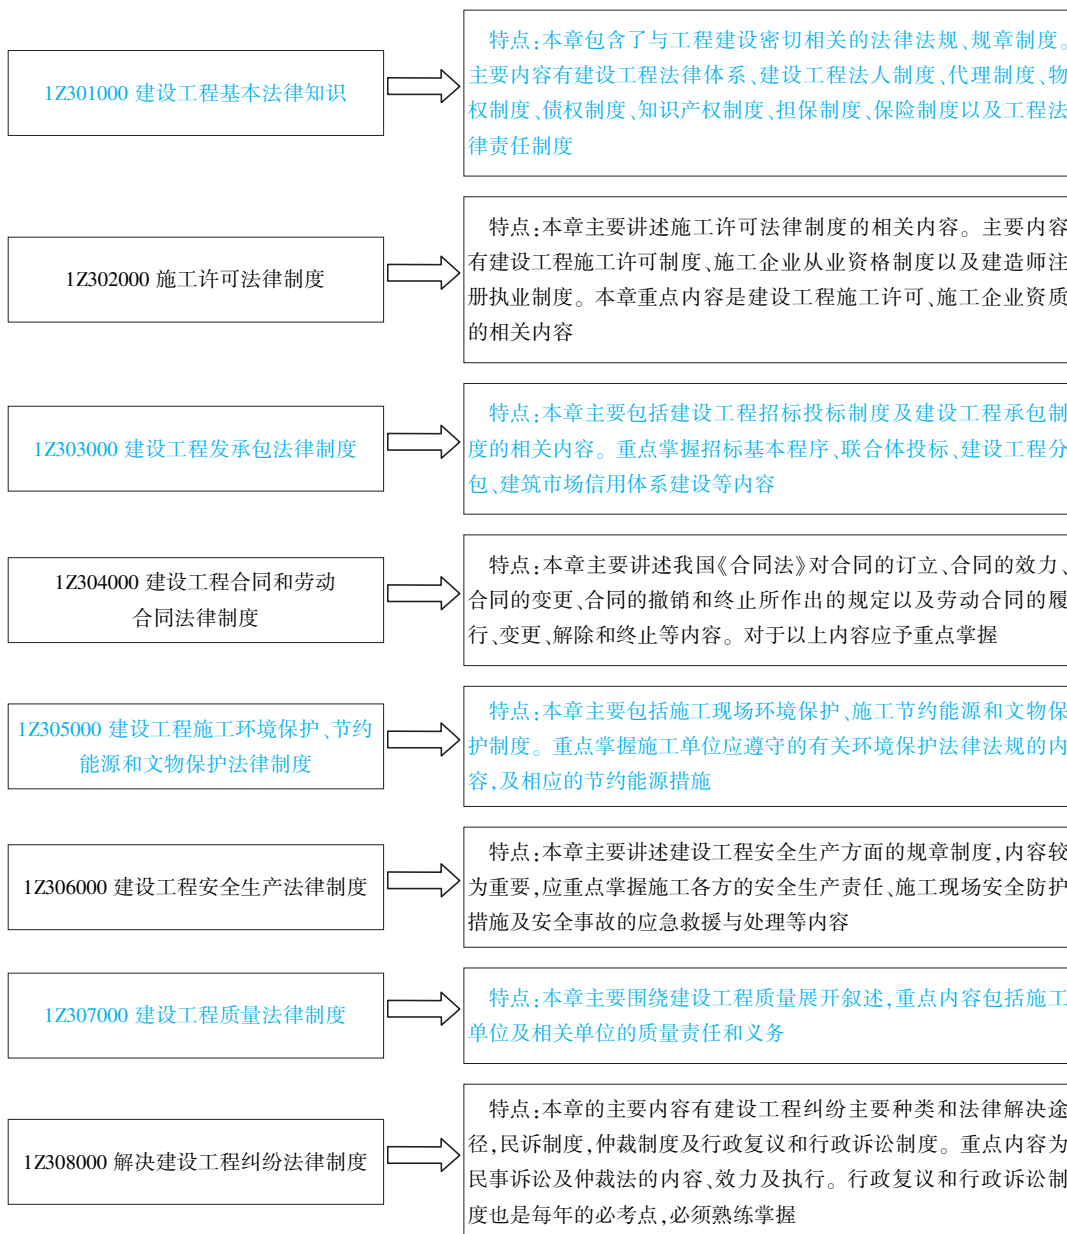 1Z301000 建设工程基本法律知识
特点:本章包含了与工程建设密切相关的法律法规、规章制度。
主要内容有建设工程法律体系、建设工程法人制度、代理制度、物
权制度、债权制度、知识产权制度、担保制度、保险制度以及工程法
律责任制度
1Z302000 施工许可法律制度
特点:本章主要讲述施工许可法律制度的相关内容。主要内容
有建设工程施工许可制度、施工企业从业资格制度以及建造师注
册执业制度。本章重点内容是建设工程施工许可、施工企业资质
的相关内容
1Z303000 建设工程发承包法律制度
特点:本章主要包括建设工程招标投标制度及建设工程承包制
度的相关内容。重点掌握招标基本程序、联合体投标、建设工程分
包、建筑市场信用体系建设等内容
1Z304000 建设工程合同和劳动
合同法律制度
特点:本章主要讲述我国《合同法》对合同的订立、合同的效力、
合同的变更、合同的撤销和终止所作出的规定以及劳动合同的履
行、变更、解除和终止等内容。对于以上内容应予重点掌握
1Z305000 建设工程施工环境保护、节约
能源和文物保护法律制度
特点:本章主要包括施工现场环境保护、施工节约能源和文物保
护制度。重点掌握施工单位应遵守的有关环境保护法律法规的内
容,及相应的节约能源措施
1Z306000 建设工程安全生产法律制度
特点:本章主要讲述建设工程安全生产方面的规章制度,内容较
为重要,应重点掌握施工各方的安全生产责任、施工现场安全防护
措施及安全事故的应急救援与处理等内容
1Z307000 建设工程质量法律制度
特点:本章主要围绕建设工程质量展开叙述,重点内容包括施工
单位及相关单位的质量责任和义务
1Z308000 解决建设工程纠纷法律制度
特点:本章的主要内容有建设工程纠纷主要种类和法律解决途
径,民诉制度,仲裁制度及行政复议和行政诉讼制度。重点内容为
民事诉讼及仲裁法的内容、效力及执行。行政复议和行政诉讼制
度也是每年的必考点,必须熟练掌握